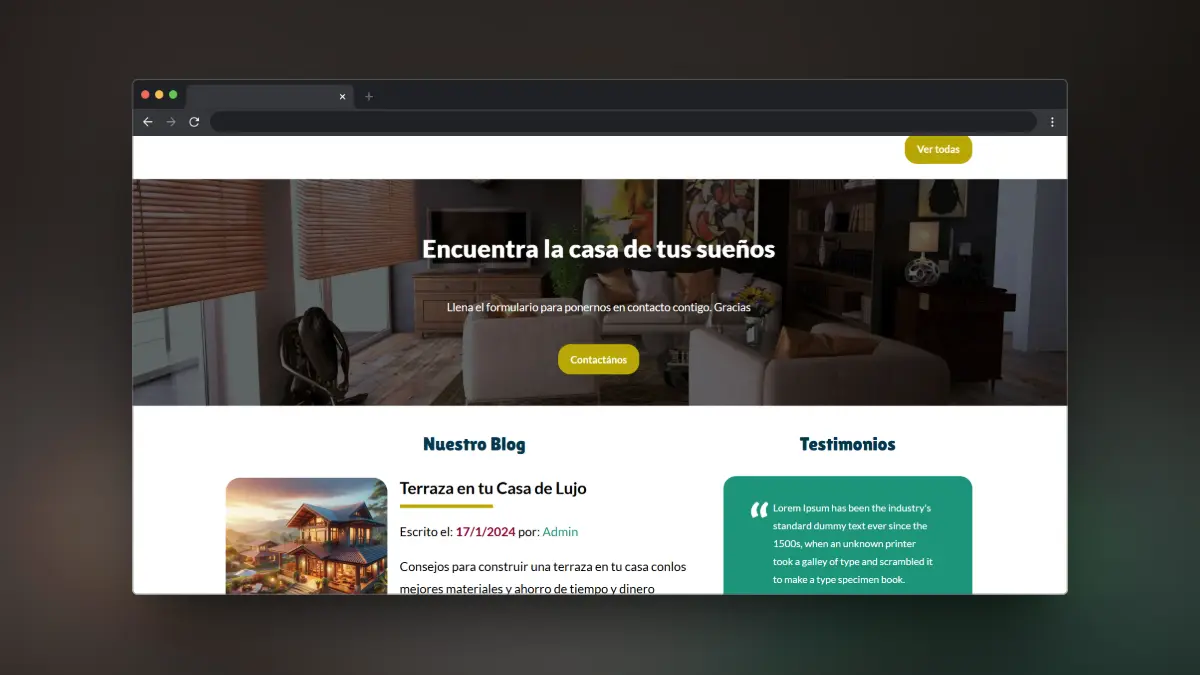 Ver todas
Encuentra la casa de tus sueños
Llena el formulario para ponernos en contacto contigo. Gracias
Contactános
Nuestro Blog
Terraza en tu Casa de Lujo
Escrito el: 17/1/2024 por: Admin
Consejos para construir una terraza en tu casa conlos
mejores materiales y ahorro de tiempo y dinero
Testimonios
“ Lorem Ipsum has been the industry's
standard dummy text ever since the
1500s, when an unknown printer
took a galley of type and scrambled it
to make a type specimen book.